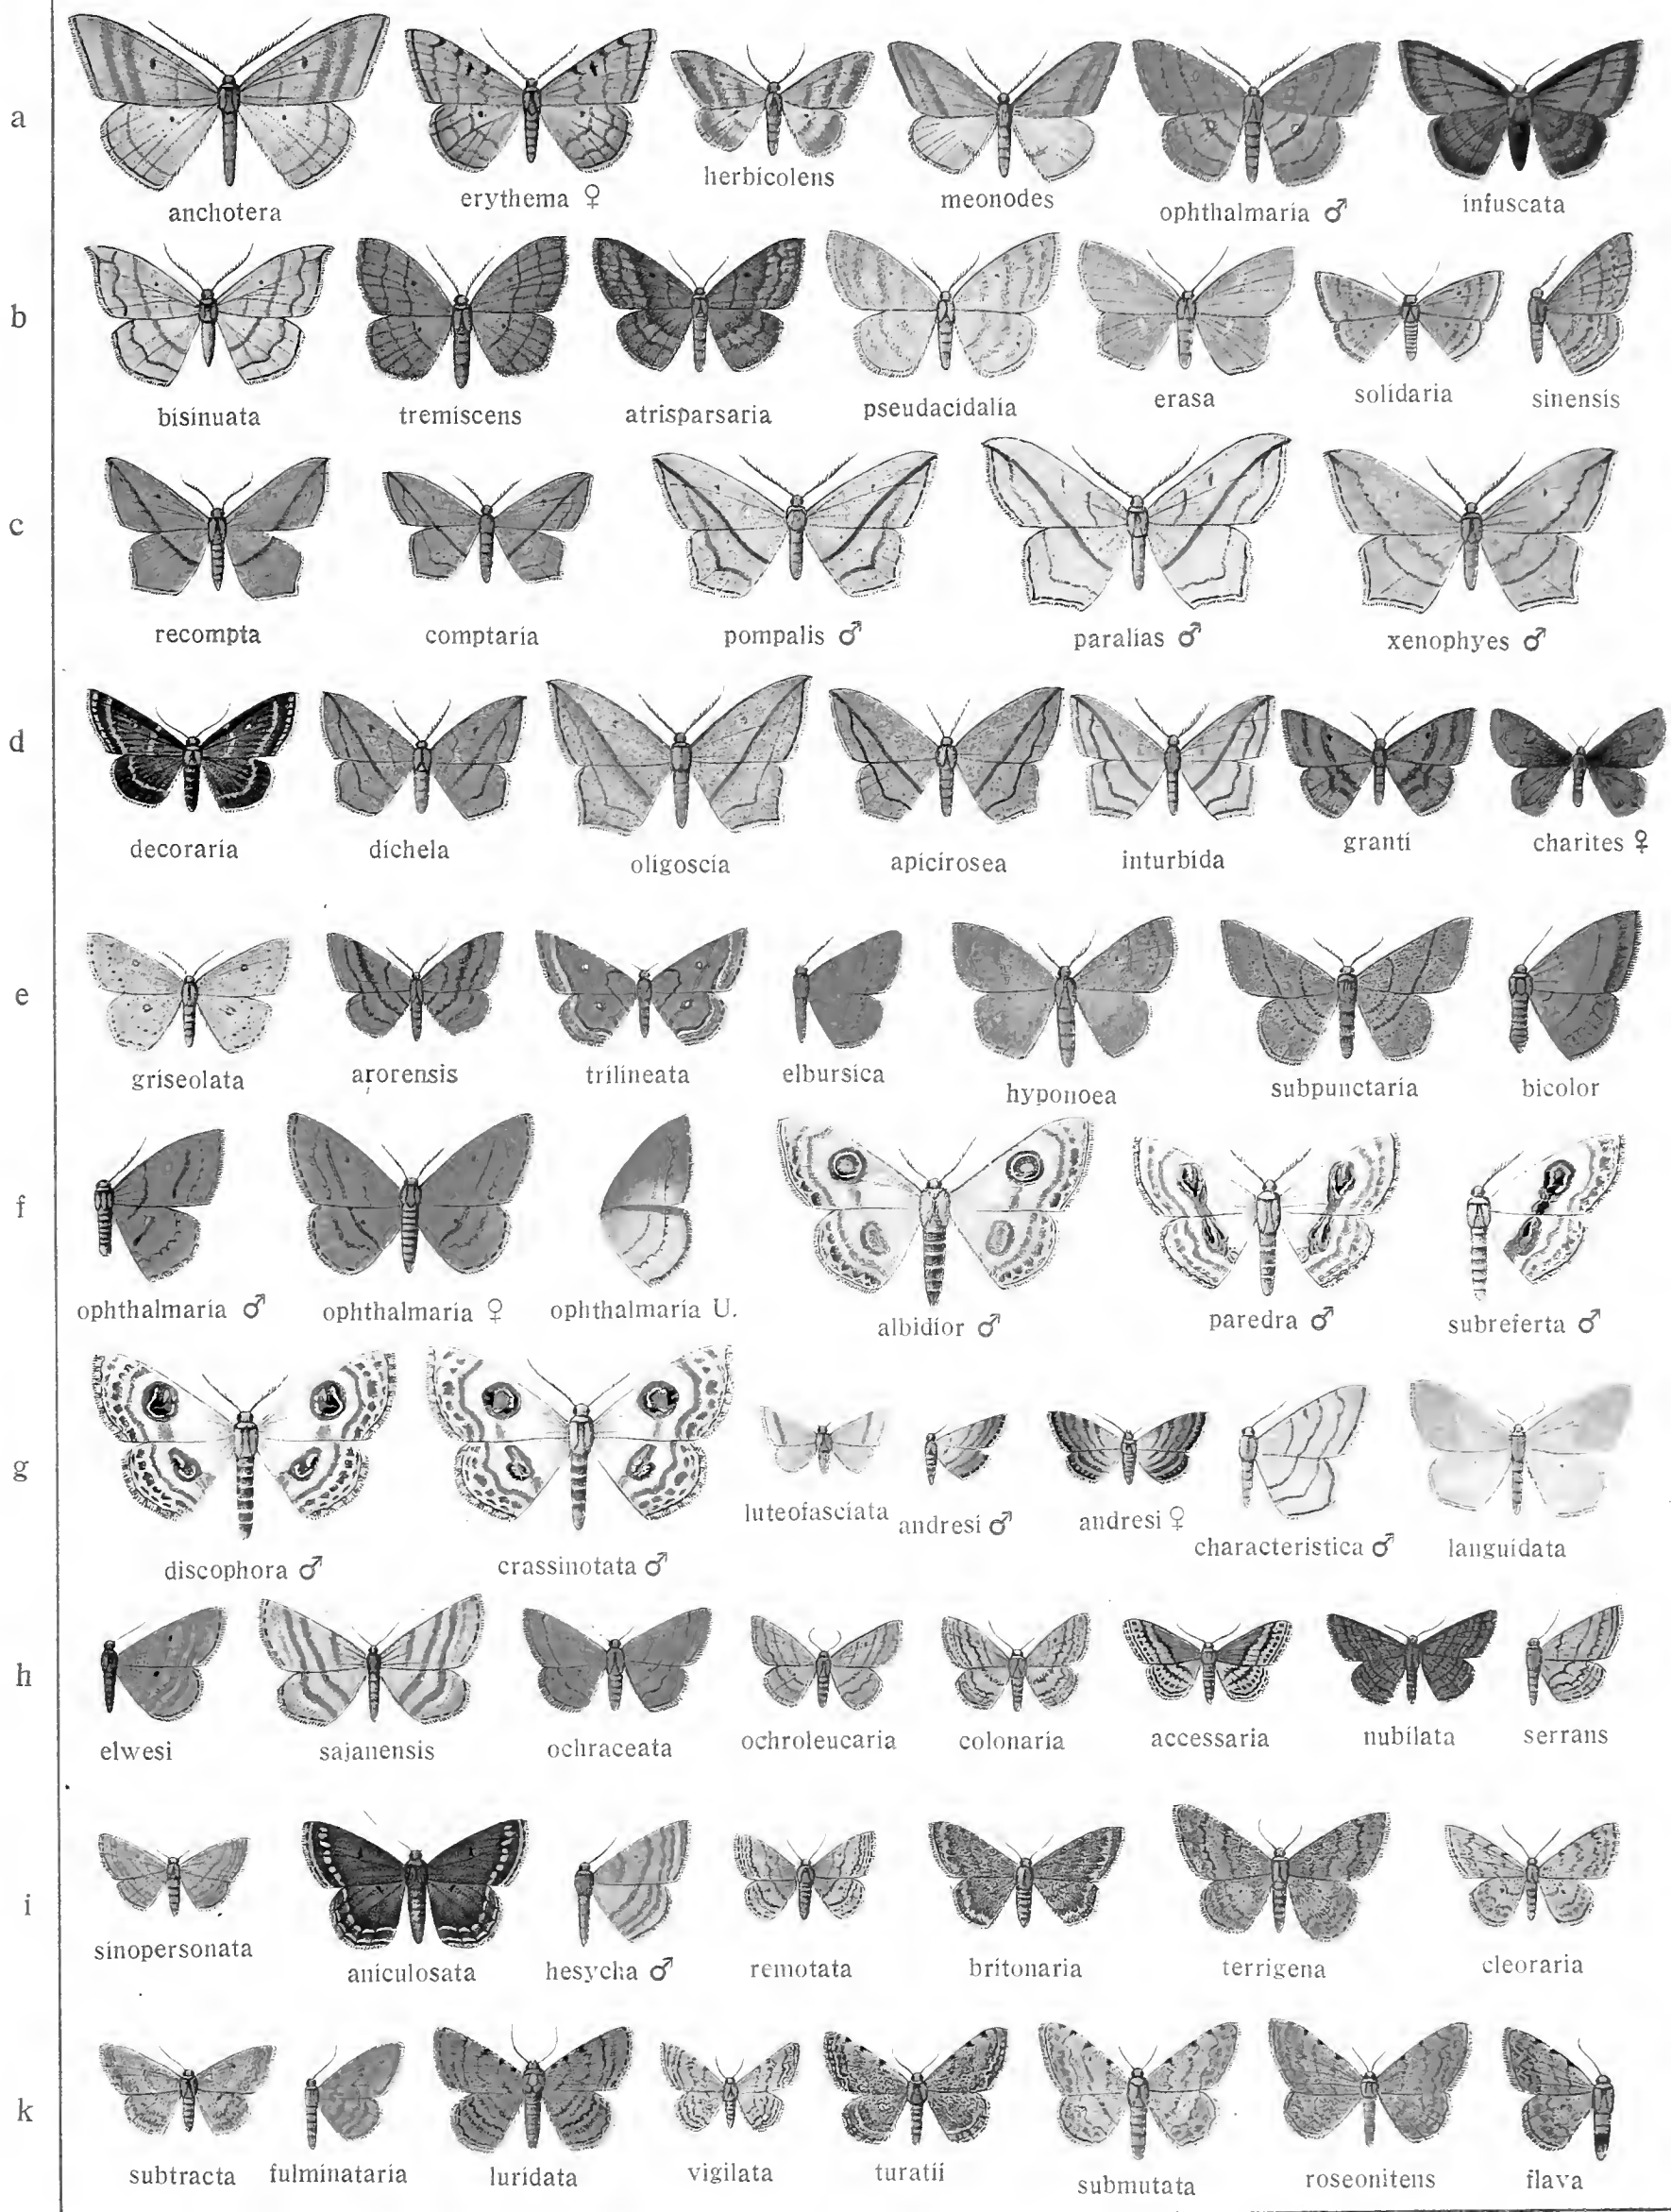 a
anchotera
erythema ♀
herbicolens
meonodes
ophthalmaria ♂
infuscata
b
bisinuata
tremiscens
atrisparsaria
pseudacidalia
erasa
solidaria
sinensis
c
recompta
comptaria
pompalis ♂
paralias ♂
xenophyes ♂
d
decoraria
dichela
oligoscia
apicirosea
inturbida
granti
charites ♀
e
griseolata
arorensis
trilineata
elbursica
hyponoea
subpunctaria
bicolor
f
ophthalmaria ♂
ophthalmaria ♀
ophthalmaria U.
albidior ♂
paredra ♂
subreferta ♂
g
discophora ♂
crassinotata ♂
luteofasciata
andresi ♂
andresi ♀
characteristica ♂
languidata
h
elwesi
sajanensis
ochraceata
ochroleucaria
colonaria
accessaria
nubilata
serrans
i
sinopersonata
aniculosata
hesycha ♂
remotata
britonaria
terrigena
cleoraria
k
subtracta
fulminataria
luridata
vigilata
turatii
submutata
roseonitens
flava